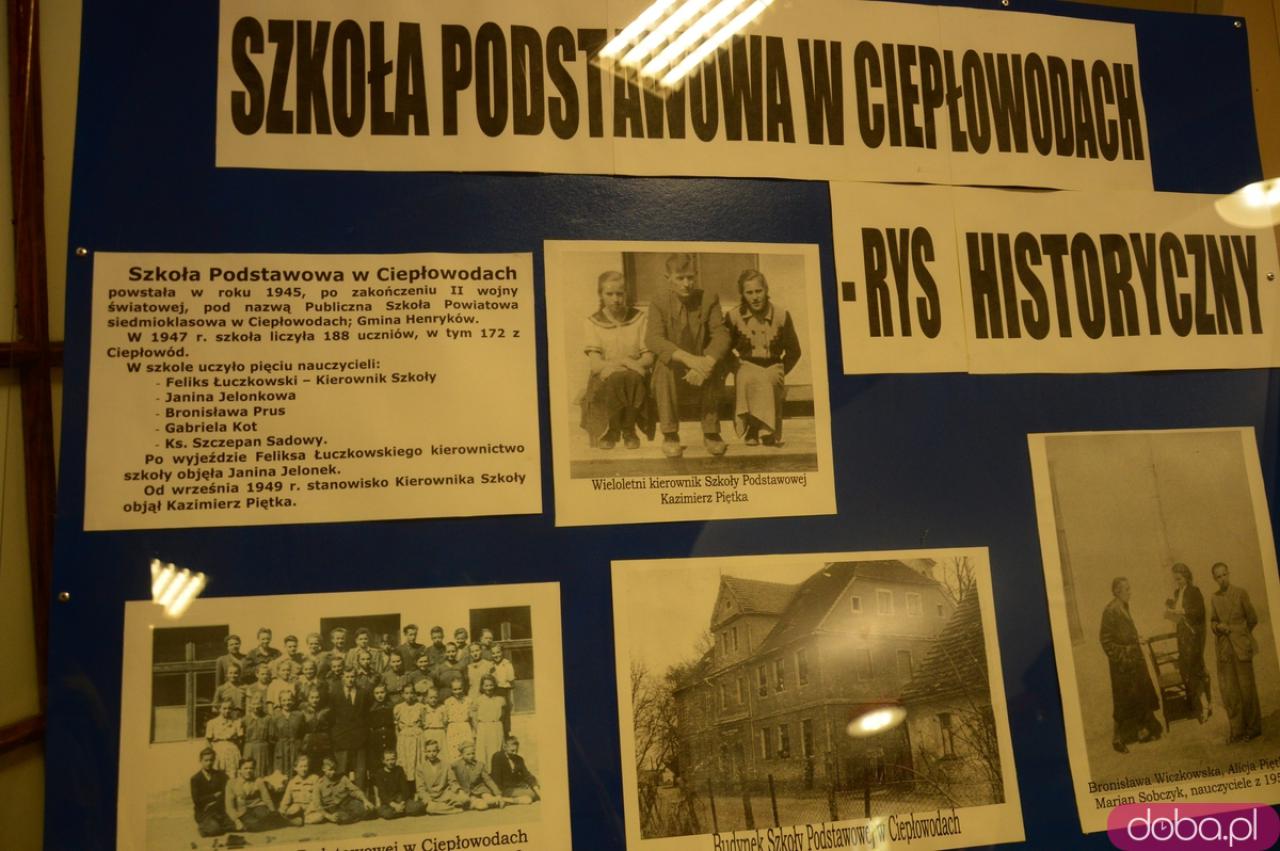 SZKOŁA PODSTAWOWA W CIEPŁOWODACH
- RYS HISTORYCZNY
Szkoła Podstawowa w Ciepłowodach
powstała w roku 1945, po zakończeniu II wojny
światowej, pod nazwą Publiczna Szkoła Powiatowa
siedmioklasowa w Ciepłowodach; Gmina Henryków.
W 1947 r. szkoła liczyła 188 uczniów, w tym 172 z
Ciepłowód.
W szkole uczyło pięciu nauczycieli:
- Feliks Łuczkowski – Kierownik Szkoły
- Janina Jelonkowa
- Bronisława Prus
- Gabriela Kot
- Ks. Szczepan Sadowy.
Po wyjeździe Feliksa Łuczkowskiego kierownictwo
szkoły objęła Janina Jelonek.
Od września 1949 r. stanowisko Kierownika Szkoły
objął Kazimierz Piętka.
Wieloletni kierownik Szkoły Podstawowej
Kazimierz Piętka
Bronisława Wiczkowska, Alicja
Marian Sobczyk, nauczyciele z
Budynek Szkoły Podstawowej w Ciepłowodach
w Ciepłowodach
doba.pl